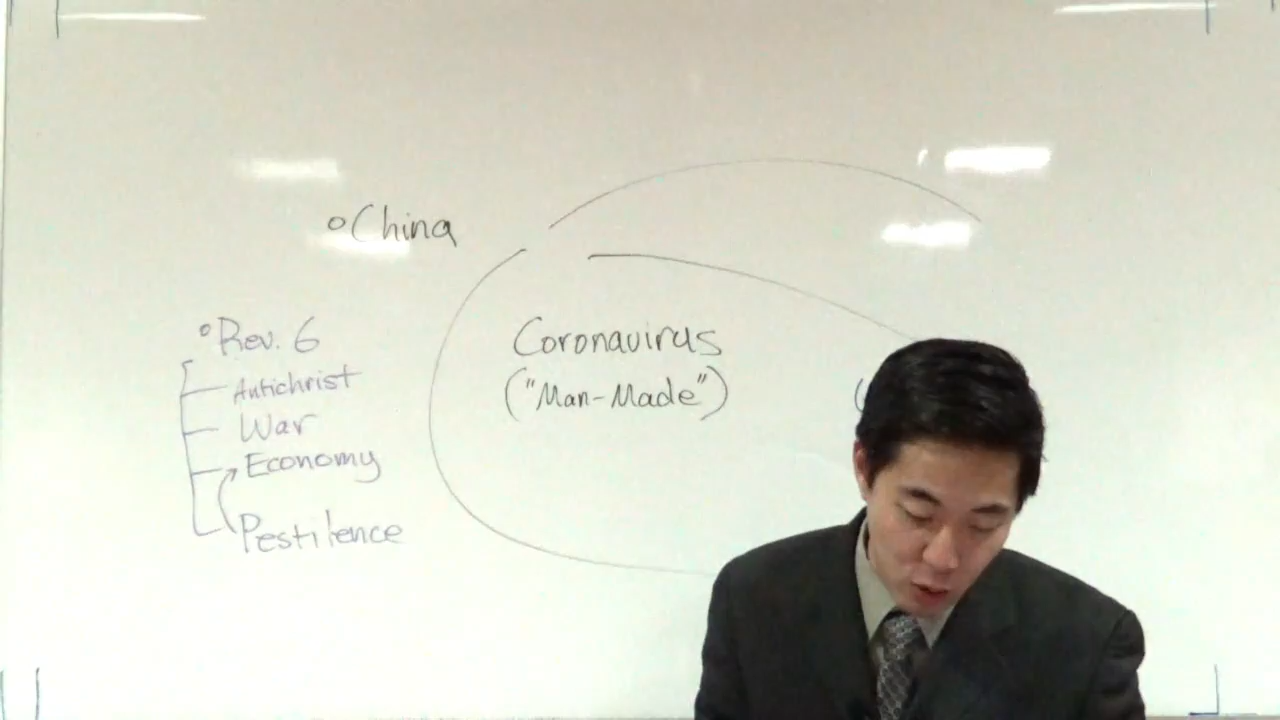 China
Rev. 6
Antichrist
War
Economy
Pestilence
Coronavirus
("Man-Made")